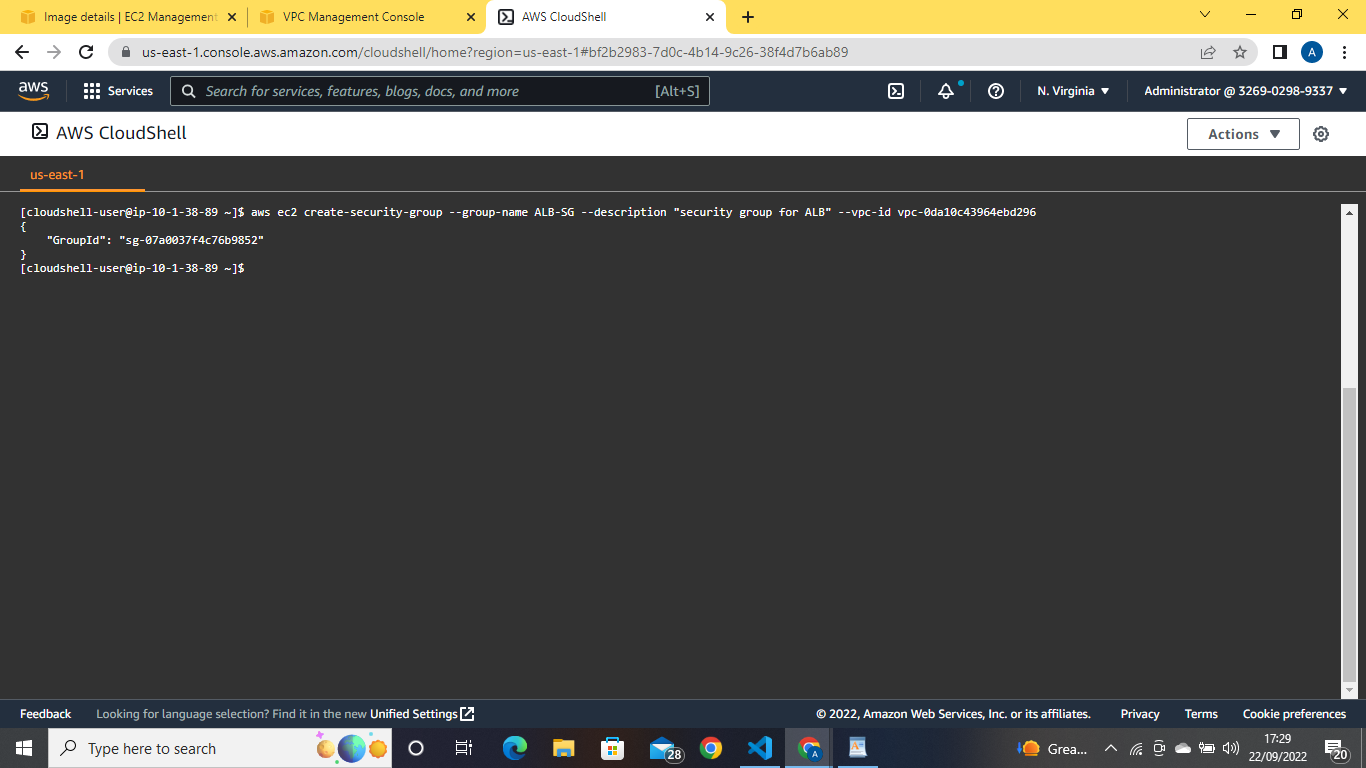 Image details | EC2 Management
VPC Management Console
AWS CloudShell
us-east-1.console.aws.amazon.com/cloudshell/home?region=us-east-1#bf2b2983-7d0c-4b14-9c26-38f4d7b6ab89
A
aws
Services
Search for services, features, blogs, docs, and more
[Alt+S]
N. Virginia
Administrator @ 3269-0298-9337
AWS CloudShell
Actions
us-east-1
[cloudshell-user@ip-10-1-38-89 ~]$ aws ec2 create-security-group --group-name ALB-SG --description "security group for ALB" --vpc-id vpc-0da10c43964ebd296
{
"GroupId": "sg-07a0037f4c76b9852"
}
[cloudshell-user@ip-10-1-38-89 ~]$
Feedback
Looking for language selection? Find it in the new Unified Settings
© 2022, Amazon Web Services, Inc. or its affiliates.
Privacy
Terms
Cookie preferences
Type here to search
28
A
Grea...
17:29
22/09/2022
20